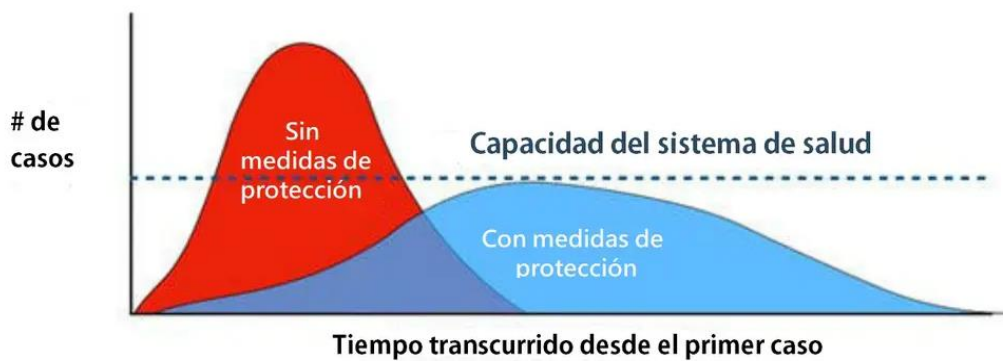 # de
casos
Sin
medidas de
protección
Capacidad del sistema de salud
Con medidas de
protección
Tiempo transcurrido desde el primer caso